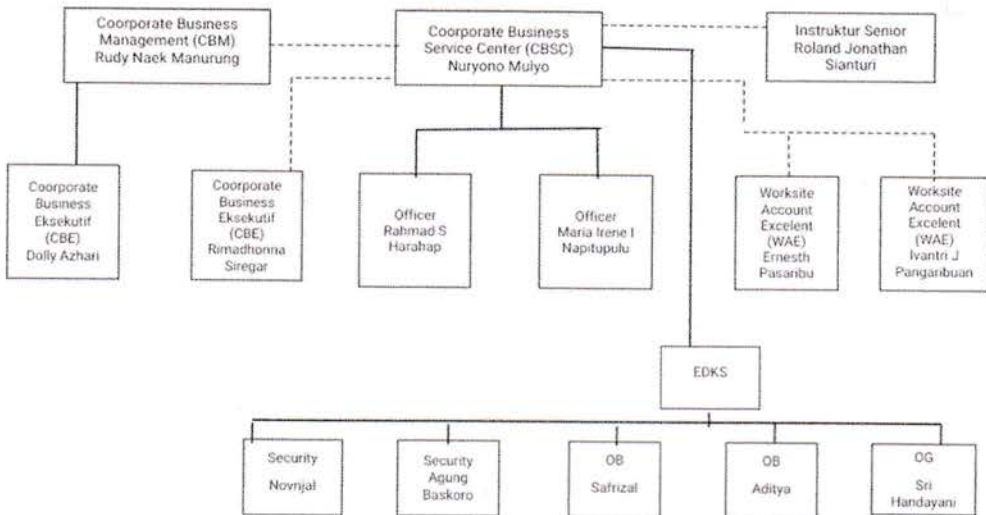 Coorporate Business
Management (CBM)
Rudy Naek Manurung
Coorporate Business
Service Center (CBSC)
Nuryono Mulyo
Instruktur Senior
Roland Jonathan
Sianturi
Coorporate
Business
Eksekutif
(CBE)
Dolly Azhari
Coorporate
Business
Eksekutif
(CBE)
Rimadhonna
Siregar
Officer
Rahmad S
Harahap
Officer
Maria Irene I
Napitupulu
Worksite
Account
Excelent
(WAE)
Ernesth
Pasaribu
Worksite
Account
Excelent
(WAE)
Ivantri J
Pangaribuan
EDKS
Security
Novrijal
Security
Agung
Baskoro
OB
Safrizal
OB
Aditya
OG
Sri
Handayani